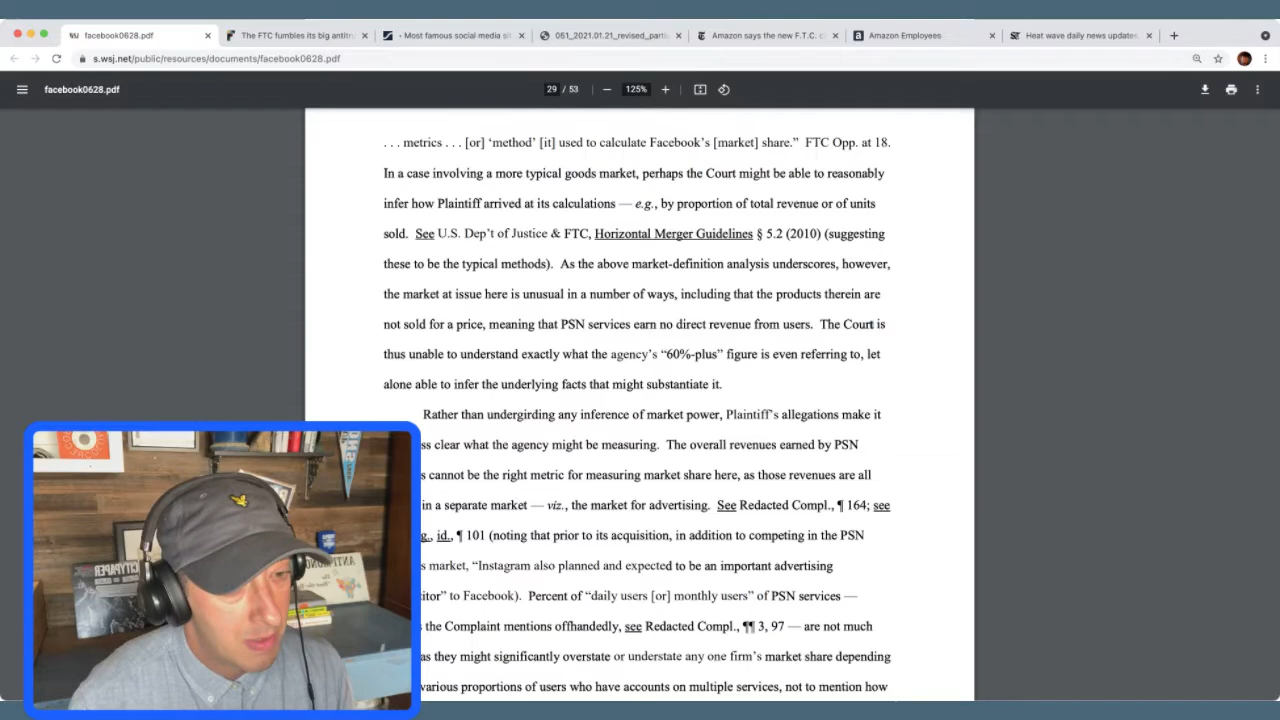 facebook0628.pdf
The FTC fumbles its big antitru
- Most famous social media sit
051_2021.01.21_revised_parti
Amazon says the new F.T.C. c
Amazon Employees
Heat wave daily news updates
s.wsj.net/public/resources/documents/facebook0628.pdf
facebook0628.pdf
29 / 53
125%
. . . metrics . . . [or] ‘method’ [it] used to calculate Facebook’s [market] share.”  FTC Opp. at 18.
In a case involving a more typical goods market, perhaps the Court might be able to reasonably
infer how Plaintiff arrived at its calculations — e.g., by proportion of total revenue or of units
sold.  See U.S. Dep’t of Justice & FTC, Horizontal Merger Guidelines § 5.2 (2010) (suggesting
these to be the typical methods).  As the above market-definition analysis underscores, however,
the market at issue here is unusual in a number of ways, including that the products therein are
not sold for a price, meaning that PSN services earn no direct revenue from users.  The Court is
thus unable to understand exactly what the agency’s “60%-plus” figure is even referring to, let
alone able to infer the underlying facts that might substantiate it.
Rather than undergirding any inference of market power, Plaintiff’s allegations make it
ss clear what the agency might be measuring.  The overall revenues earned by PSN
s cannot be the right metric for measuring market share here, as those revenues are all
in a separate market — viz., the market for advertising.  See Redacted Compl., ¶ 164; see
g., id., ¶ 101 (noting that prior to its acquisition, in addition to competing in the PSN
s market, “Instagram also planned and expected to be an important advertising
itor” to Facebook).  Percent of “daily users [or] monthly users” of PSN services —
s the Complaint mentions offhandedly, see Redacted Compl., ¶¶ 3, 97 — are not much
as they might significantly overstate or understate any one firm’s market share depending
various proportions of users who have accounts on multiple services, not to mention how
CITYPAPER